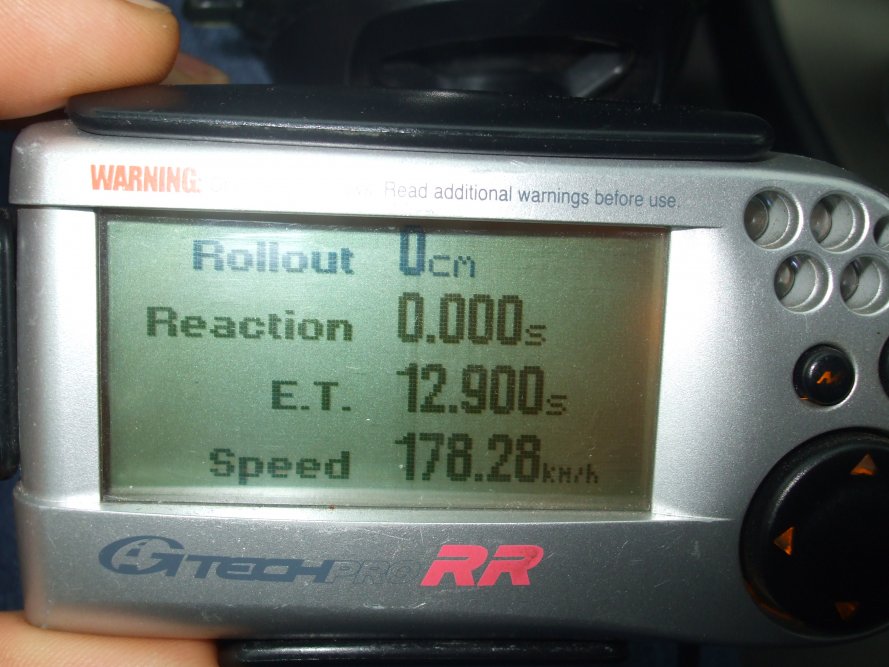 WARNING: Read additional warnings before use.
Rollout 0cm
Reaction 0.000s
E.T. 12.900s
Speed 178.28km/h
GTECHPRO RR